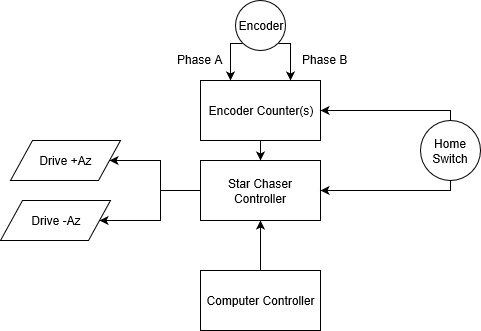 Encoder
Phase A
Phase B
Encoder Counter(s)
Home
Switch
Drive +Az
Star Chaser
Controller
Drive -Az
Computer Controller